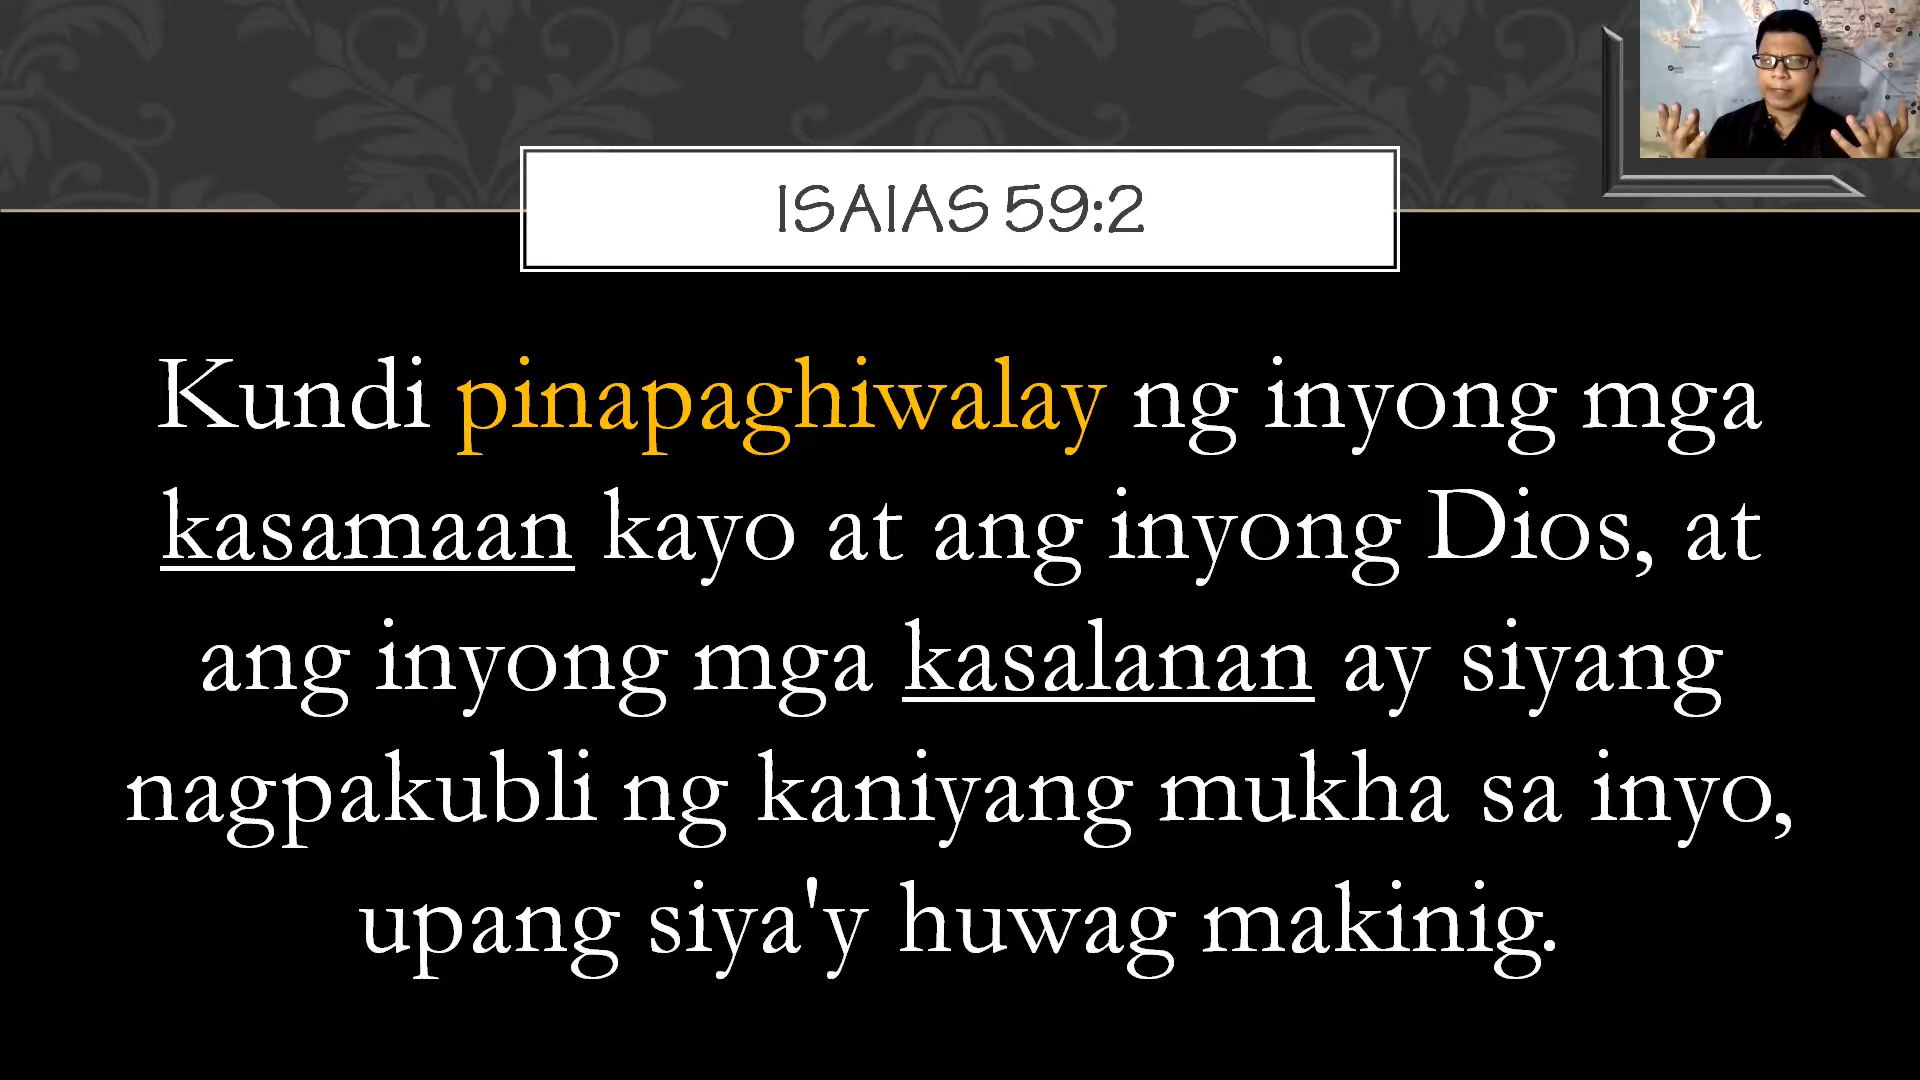 ISAIAS 59:2
Kundi pinapaghiwalay ng inyong mga
kasamaan kayo at ang inyong Dios, at
ang inyong mga kasalanan ay siyang
nagpakubli ng kaniyang mukha sa inyo,
upang siya'y huwag makinig.